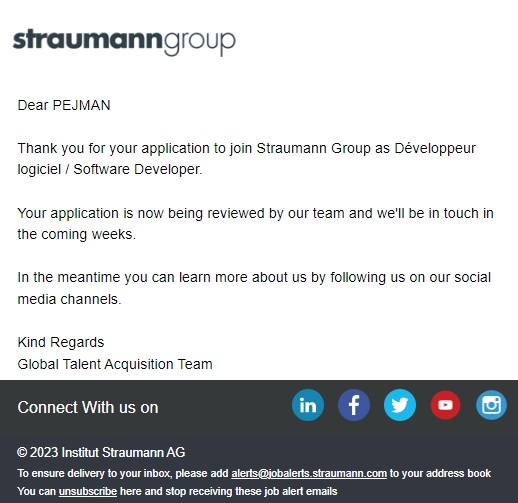 straumanngroup
Dear PEJMAN
Thank you for your application to join Straumann Group as Développeur
logiciel / Software Developer.
Your application is now being reviewed by our team and we'll be in touch in
the coming weeks.
In the meantime you can learn more about us by following us on our social
media channels.
Kind Regards
Global Talent Acquisition Team
Connect With us on
© 2023 Institut Straumann AG
To ensure delivery to your inbox, please add alerts@jobalerts.straumann.com to your address book
You can unsubscribe here and stop receiving these job alert emails